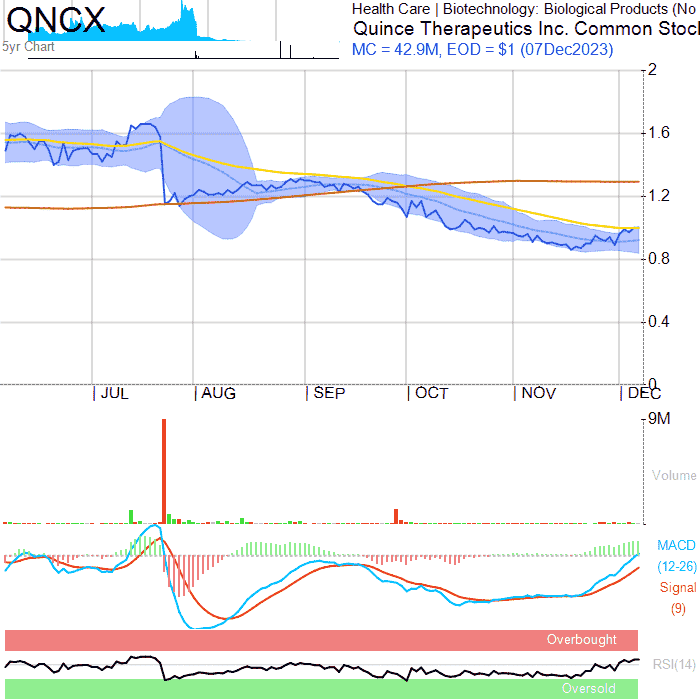 QNCX
5yr Chart
Health Care | Biotechnology: Biological Products (No
Quince Therapeutics Inc. Common Stock
MC = 42.9M, EOD = $1 (07Dec2023)
2
1.6
1.2
0.8
0.4
0
JUL AUG SEP OCT NOV DEC
9M
Volume
MACD
(12-26)
Signal
(9)
Overbought
RSI(14)
Oversold